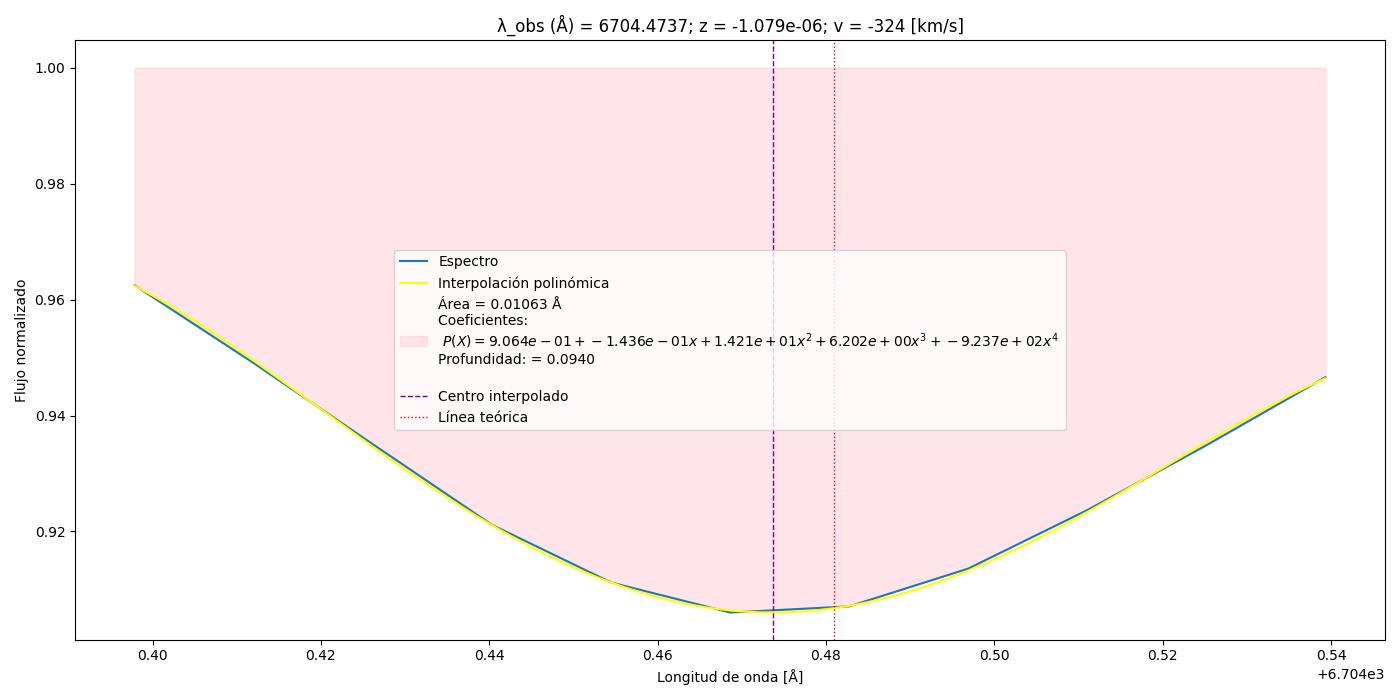 λ_obs (Å) = 6704.4737; z = -1.079e-06; v = -324 [km/s]
Flujo normalizado
1.00
0.98
0.96
0.94
0.92
Espectro
Interpolación polinómica
Área = 0.01063 Å
Coeficientes:
P(X) = 9.064e − 01 + − 1.436e − 01x + 1.421e + 01x² + 6.202e + 00x³ + − 9.237e + 02x⁴
Profundidad: = 0.0940
Centro interpolado
Línea teórica
0.40 0.42 0.44 0.46 0.48 0.50 0.52 0.54
+6.704e3
Longitud de onda [Å]